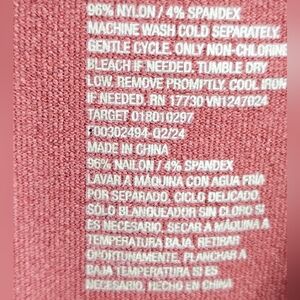 96% NYLON / 4% SPANDEX
MACHINE WASH COLD SEPARATELY,
GENTLE CYCLE, ONLY NON-CHLORINE
BLEACH IF NEEDED. TUMBLE DRY
LOW. REMOVE PROMPTLY. COOL IRON
IF NEEDED. RN 17730 VN1247024
TARGET 018010297
F00302494-Q2/24
MADE IN CHINA
96% NAILON / 4% SPANDEX
LAVAR A MÁQUINA CON AGUA FRÍA
POR SEPARADO, CICLO DELICADO.
SÓLO BLANQUEADOR SIN CLORO SI
ES NECESARIO. SECAR A MÁQUINA A
TEMPERATURA BAJA. RETIRAR
OPORTUNAMENTE. PLANCHAR A
BAJA TEMPERATURA SI ES
NECESARIO. HECHO EN CHINA